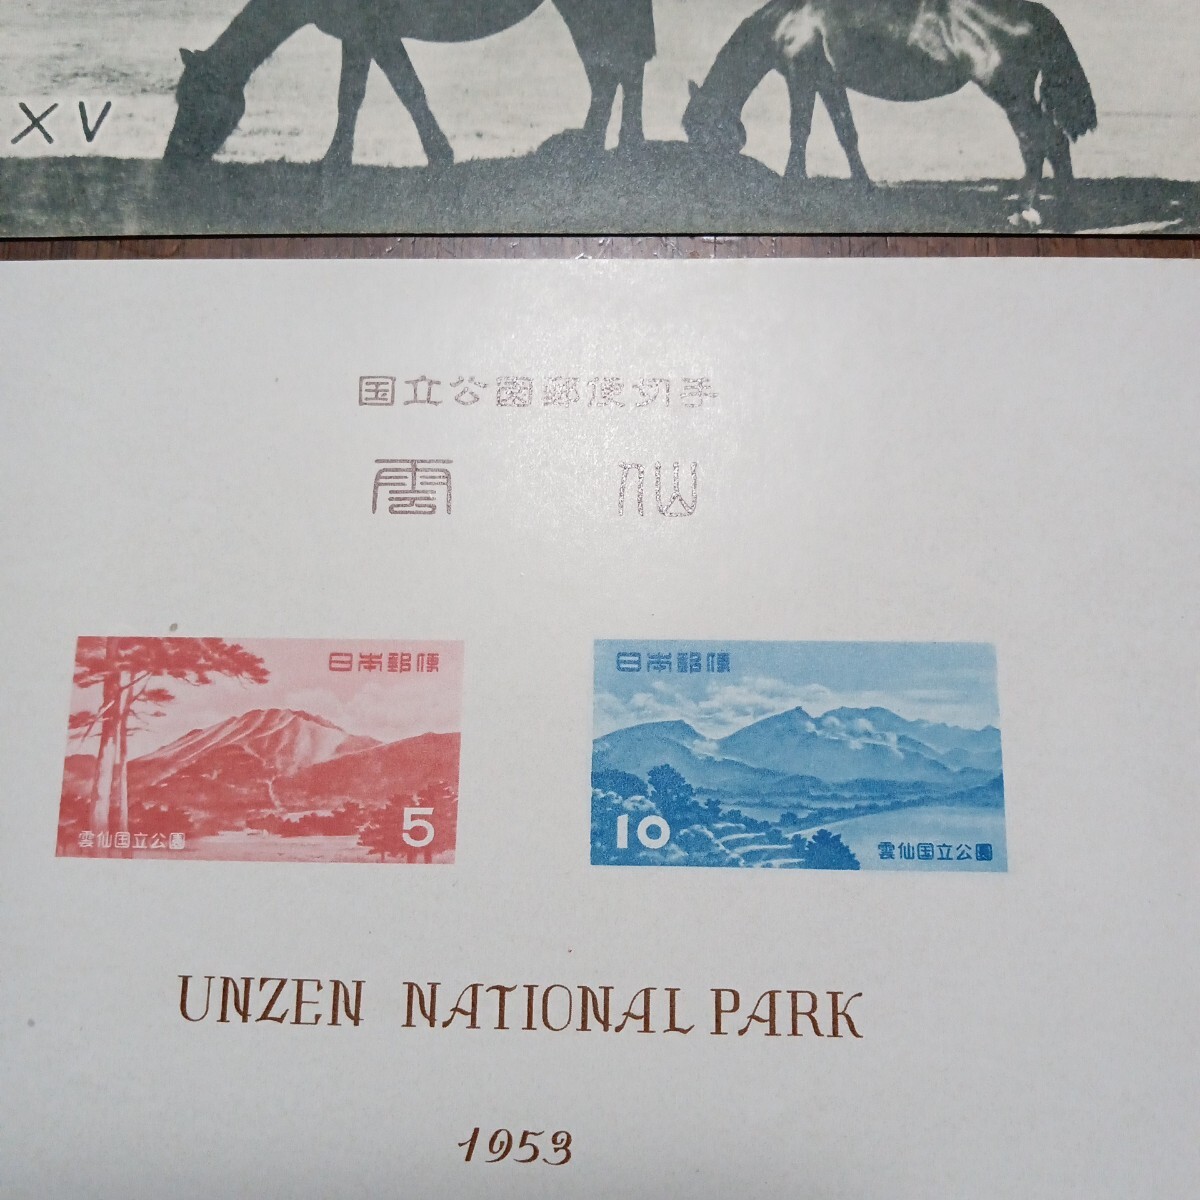 XV
国立公園郵便切手
雲仙
日本郵便
5
雲仙国立公園
日本郵便
10
雲仙国立公園
UNZEN NATIONAL PARK
1953